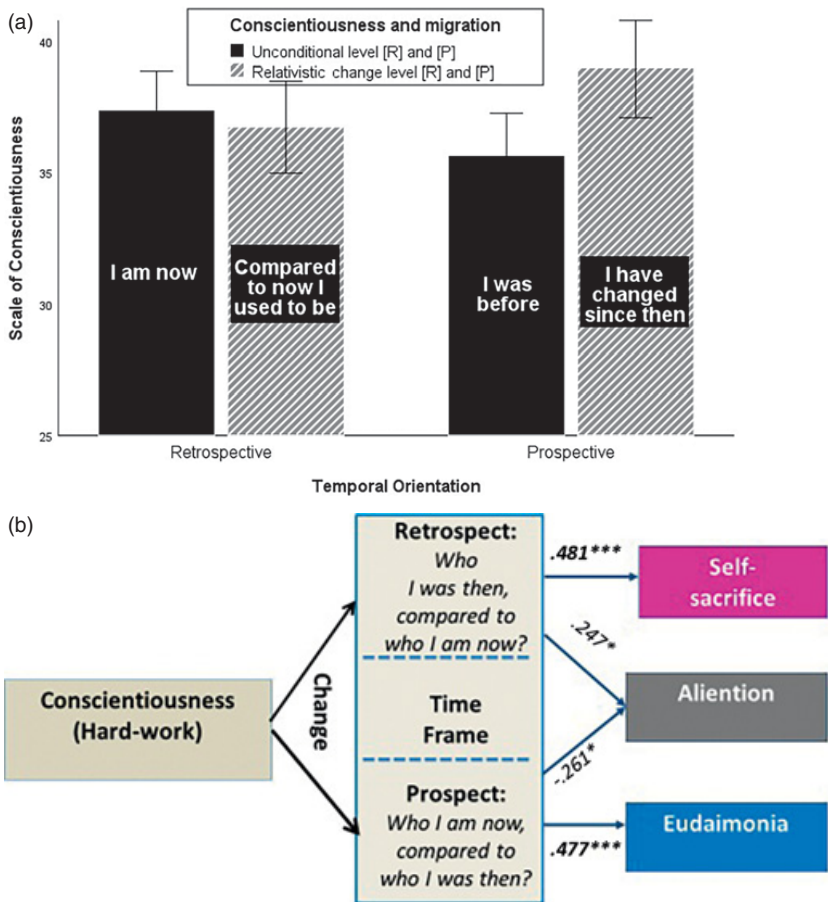 (a)
Conscientiousness and migration
Unconditional level [R] and [P]
Relativistic change level [R] and [P]
40
35
30
25
Scale of Conscientiousness
I am now
Compared
to now I
used to be
I was
before
I have
changed
since then
Retrospective
Prospective
Temporal Orientation
(b)
Conscientiousness
(Hard-work)
Change
Retrospect:
Who
I was then,
compared to
who I am now?
Time
Frame
Prospect:
Who I am now,
compared to
who I was then?
.481***
.247*
-.261*
.477***
Self-
sacrifice
Aliention
Eudaimonia